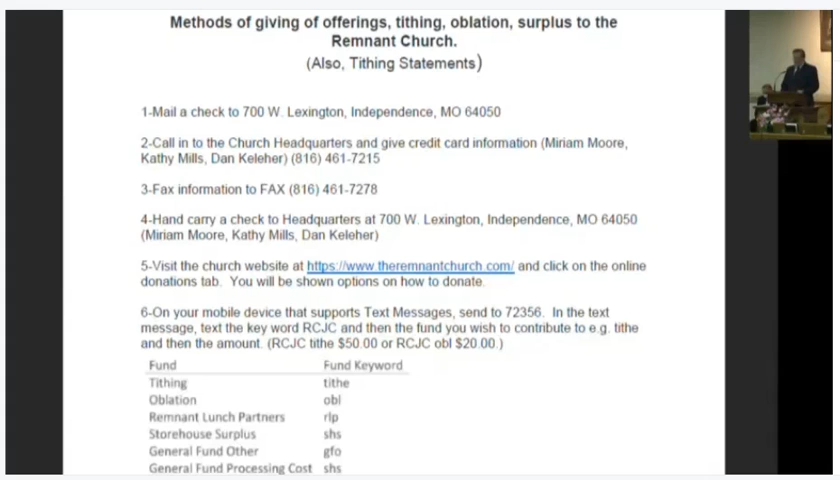 Methods of giving of offerings, tithing, oblation, surplus to the
Remnant Church.
(Also, Tithing Statements)
1-Mail a check to 700 W. Lexington, Independence, MO 64050
2-Call in to the Church Headquarters and give credit card information (Miriam Moore,
Kathy Mills, Dan Keleher) (816) 461-7215
3-Fax information to FAX (816) 461-7278
4-Hand carry a check to Headquarters at 700 W. Lexington, Independence, MO 64050
(Miriam Moore, Kathy Mills, Dan Keleher)
5-Visit the church website at https://www.theremnantchurch.com/ and click on the online
donations tab. You will be shown options on how to donate.
6-On your mobile device that supports Text Messages, send to 72356. In the text
message, text the key word RCJC and then the fund you wish to contribute to e.g. tithe
and then the amount. (RCJC tithe $50.00 or RCJC obl $20.00.)
Fund Fund Keyword
Tithing tithe
Oblation obl
Remnant Lunch Partners rlp
Storehouse Surplus shs
General Fund Other gfo
General Fund Processing Cost shs